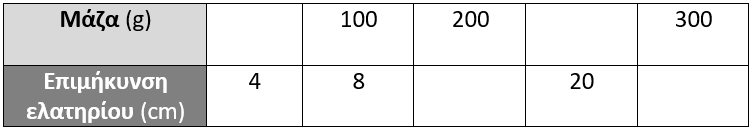 Μάζα (g) 100 200 300
Επιμήκυνση
ελατηρίου (cm) 4 8 20